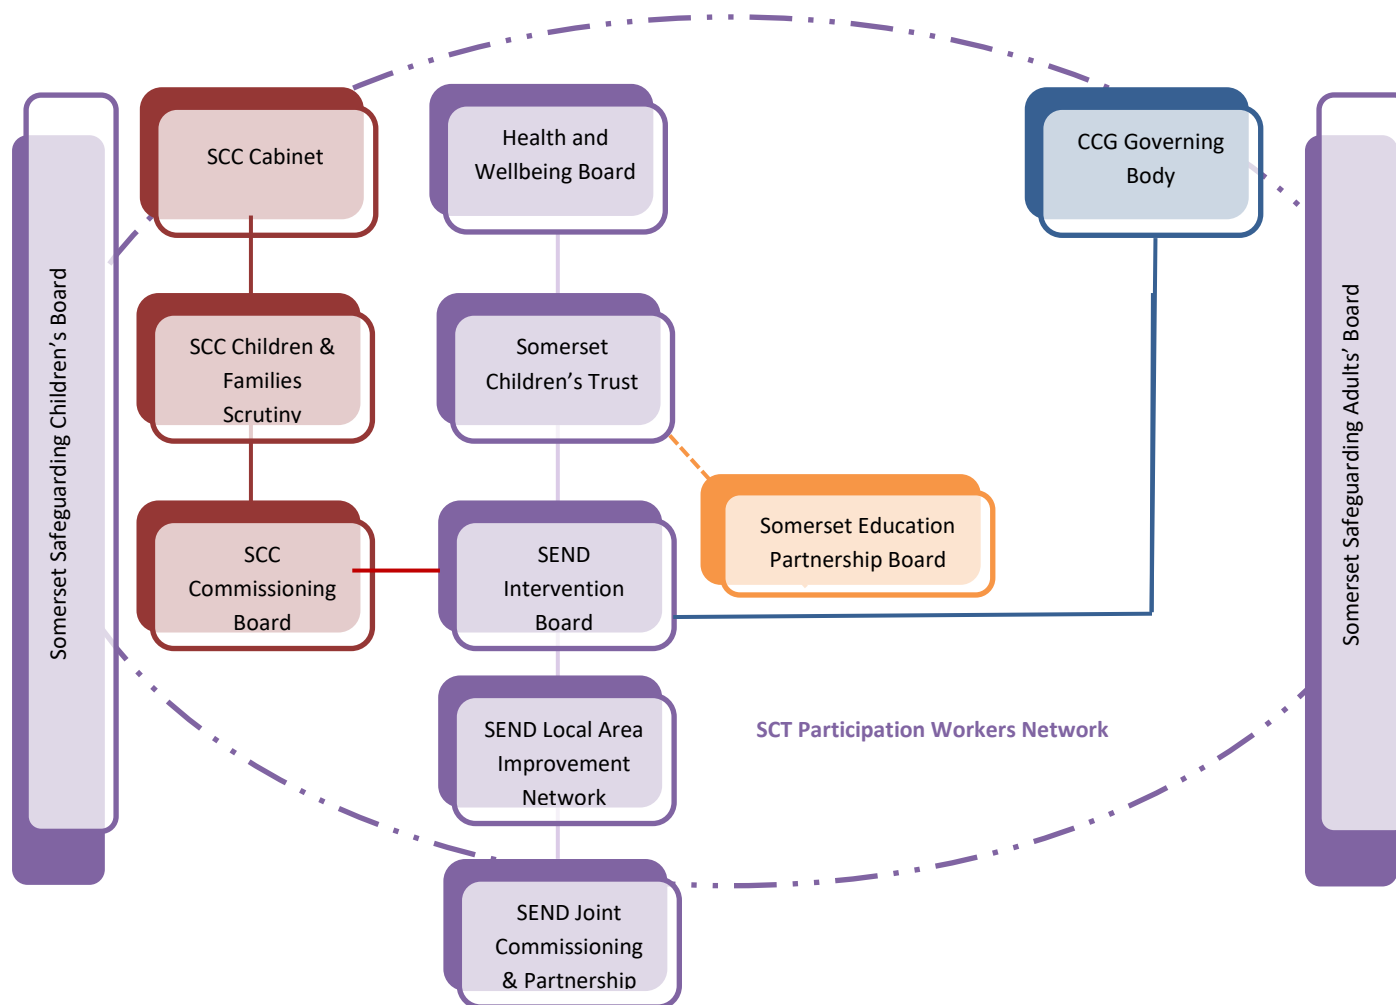 Somerset Safeguarding Children’s Board
SCC Cabinet
Health and
Wellbeing Board
CCG Governing
Body
Somerset Safeguarding Adults’ Board
SCC Children &
Families
Scrutiny
Somerset
Children’s Trust
Somerset Education
Partnership Board
SCC
Commissioning
Board
SEND
Intervention
Board
SEND Local Area
Improvement
Network
SCT Participation Workers Network
SEND Joint
Commissioning
& Partnership